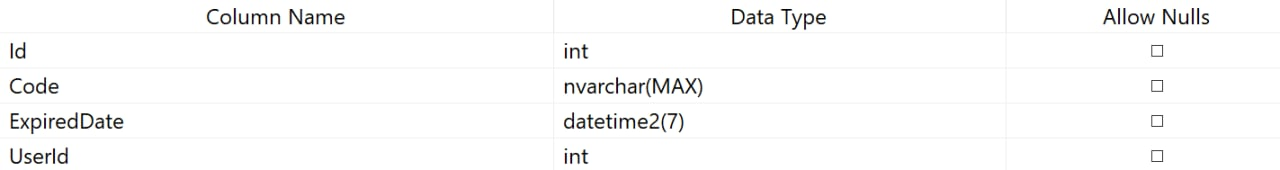 Column Name Data Type Allow Nulls
Id int
Code nvarchar(MAX)
ExpiredDate datetime2(7)
UserId int